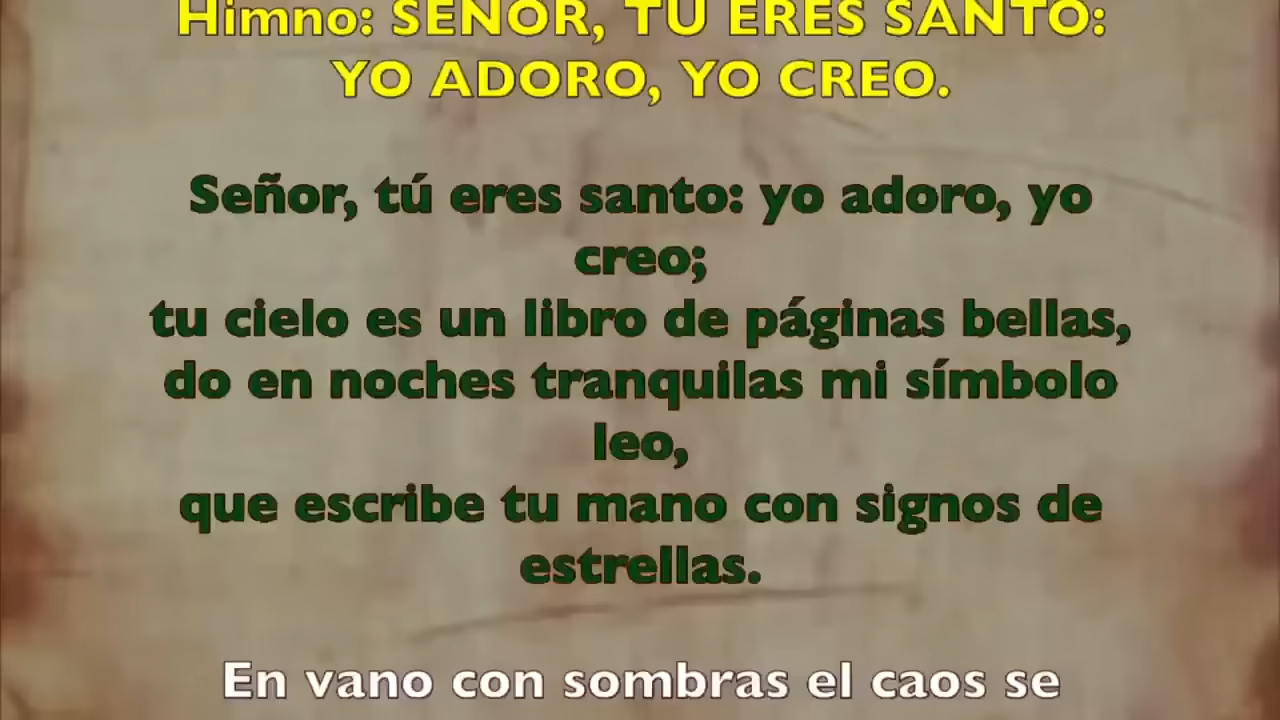 Himno: SEÑOR, TÚ ERES SANTO:
YO ADORO, YO CREO.
Señor, tú eres santo: yo adoro, yo
creo;
tu cielo es un libro de páginas bellas,
do en noches tranquilas mi símbolo
leo,
que escribe tu mano con signos de
estrellas.
En vano con sombras el caos se